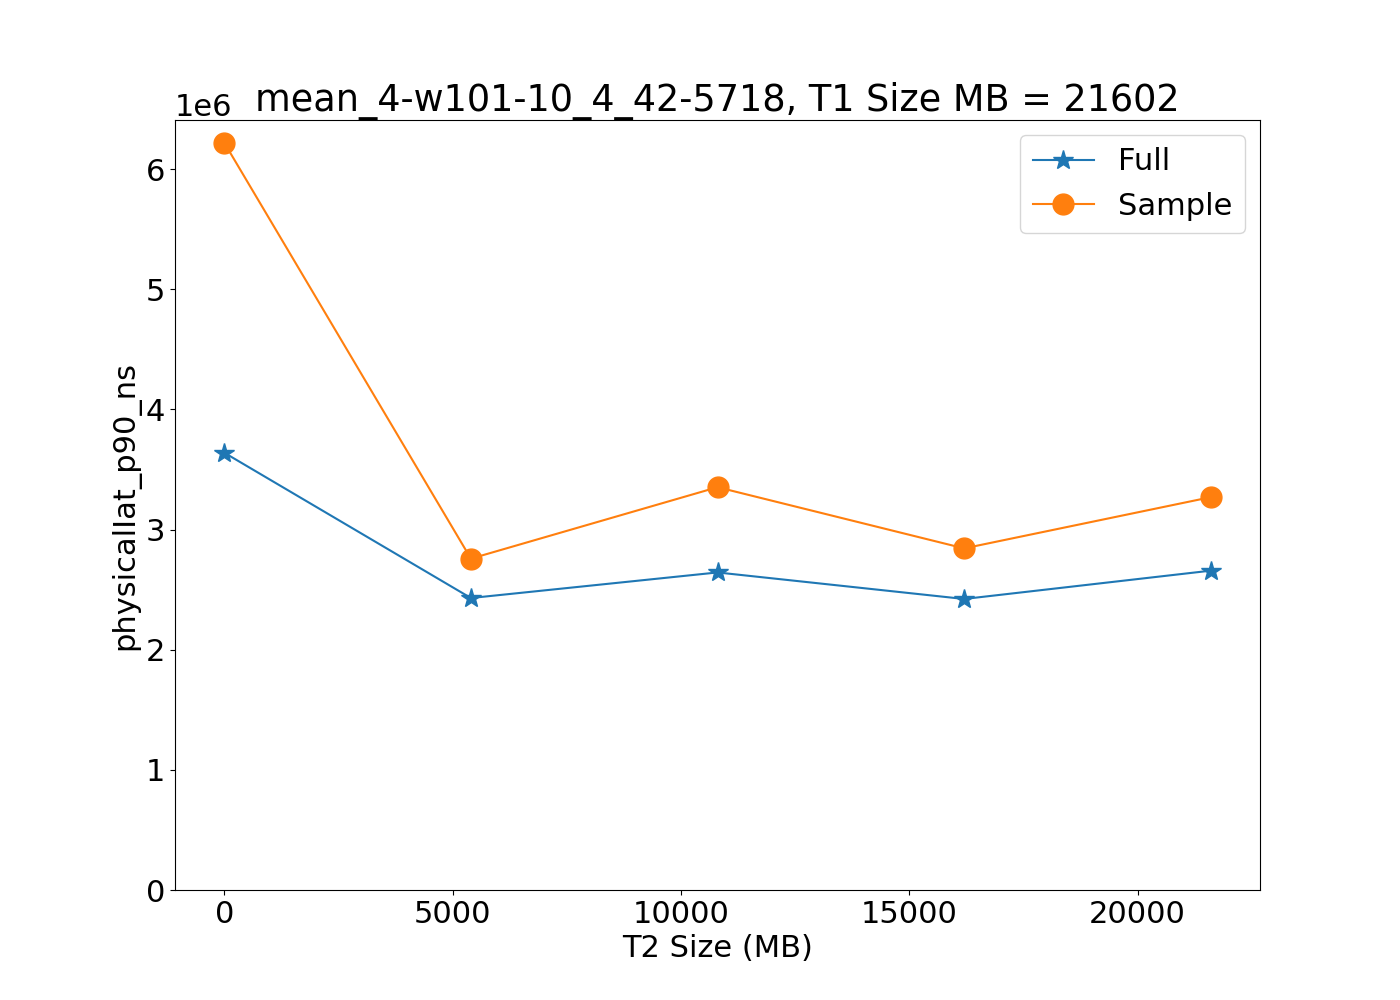 1e6
mean_4-w101-10_4_42-5718, T1 Size MB = 21602
Full
Sample
6
5
4
3
2
1
0
physicallat_p90_ns
0 5000 10000 15000 20000
T2 Size (MB)